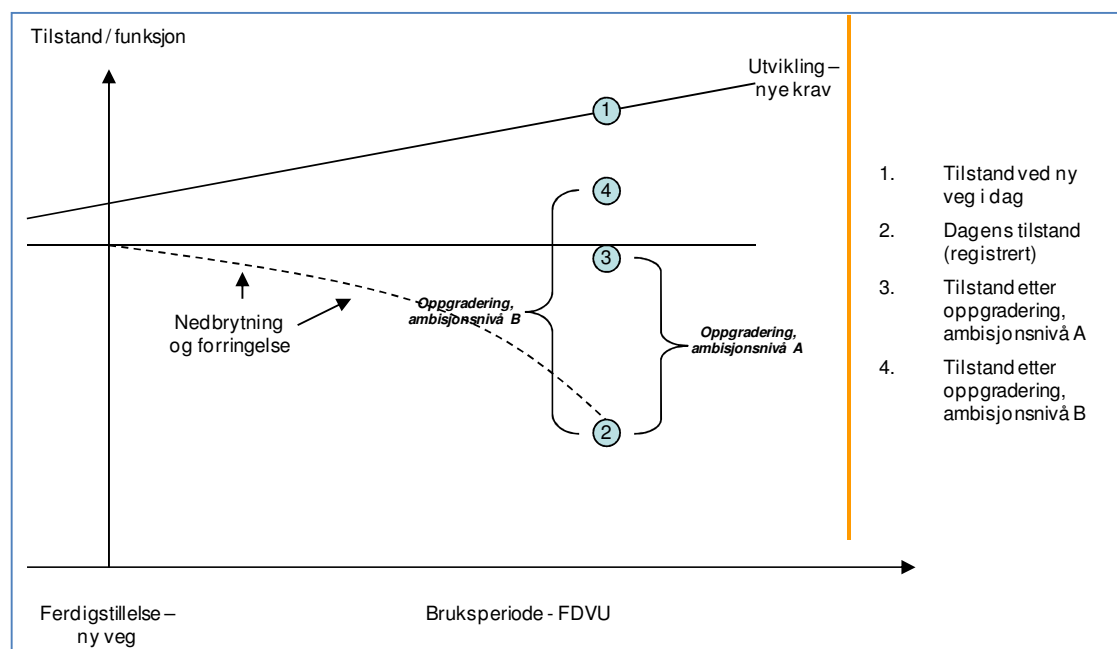 Tilstand / funksjon
Utvikling –
nye krav
1
4
3
2
Oppgradering,
ambisjonsnivå B
Oppgradering,
ambisjonsnivå A
Nedbrytning
og forringelse
Ferdigstillelse –
ny veg
Bruksperiode - FDVU
1. Tilstand ved ny
veg i dag
2. Dagens tilstand
(registrert)
3. Tilstand etter
oppgradering,
ambisjonsnivå A
4. Tilstand etter
oppgradering,
ambisjonsnivå B